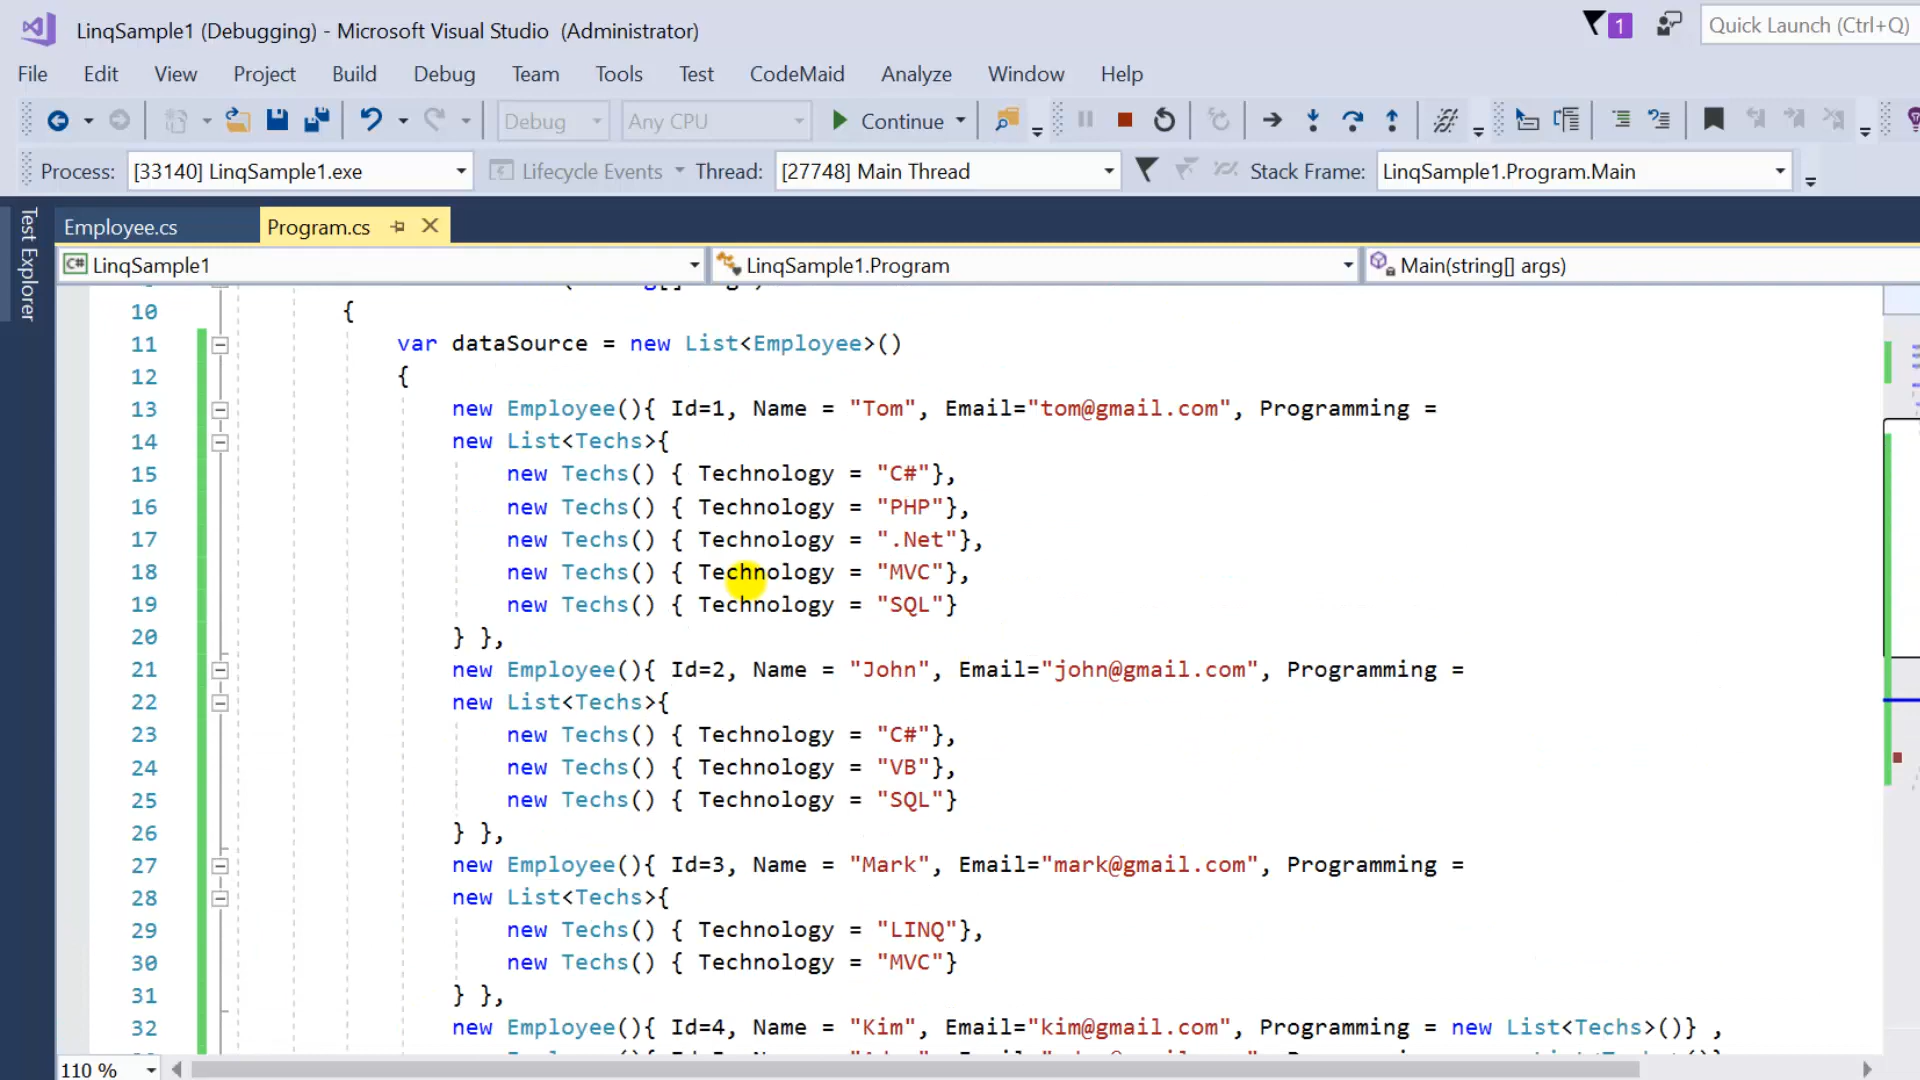 LinqSample1 (Debugging) - Microsoft Visual Studio (Administrator)
1
Quick Launch (Ctrl+Q)
File Edit View Project Build Debug Team Tools Test CodeMaid Analyze Window Help
Debug Any CPU Continue
Process: [33140] LinqSample1.exe Lifecycle Events Thread: [27748] Main Thread Stack Frame: LinqSample1.Program.Main
Test Explorer
Employee.cs Program.cs
C# LinqSample1 LinqSample1.Program Main(string[] args)
10 {
11 var dataSource = new List<Employee>()
12 {
13 new Employee(){ Id=1, Name = "Tom", Email="tom@gmail.com", Programming =
14 new List<Techs>{
15 new Techs() { Technology = "C#"},
16 new Techs() { Technology = "PHP"},
17 new Techs() { Technology = ".Net"},
18 new Techs() { Technology = "MVC"},
19 new Techs() { Technology = "SQL"}
20 } },
21 new Employee(){ Id=2, Name = "John", Email="john@gmail.com", Programming =
22 new List<Techs>{
23 new Techs() { Technology = "C#"},
24 new Techs() { Technology = "VB"},
25 new Techs() { Technology = "SQL"}
26 } },
27 new Employee(){ Id=3, Name = "Mark", Email="mark@gmail.com", Programming =
28 new List<Techs>{
29 new Techs() { Technology = "LINQ"},
30 new Techs() { Technology = "MVC"}
31 } },
32 new Employee(){ Id=4, Name = "Kim", Email="kim@gmail.com", Programming = new List<Techs>()} ,
110 %